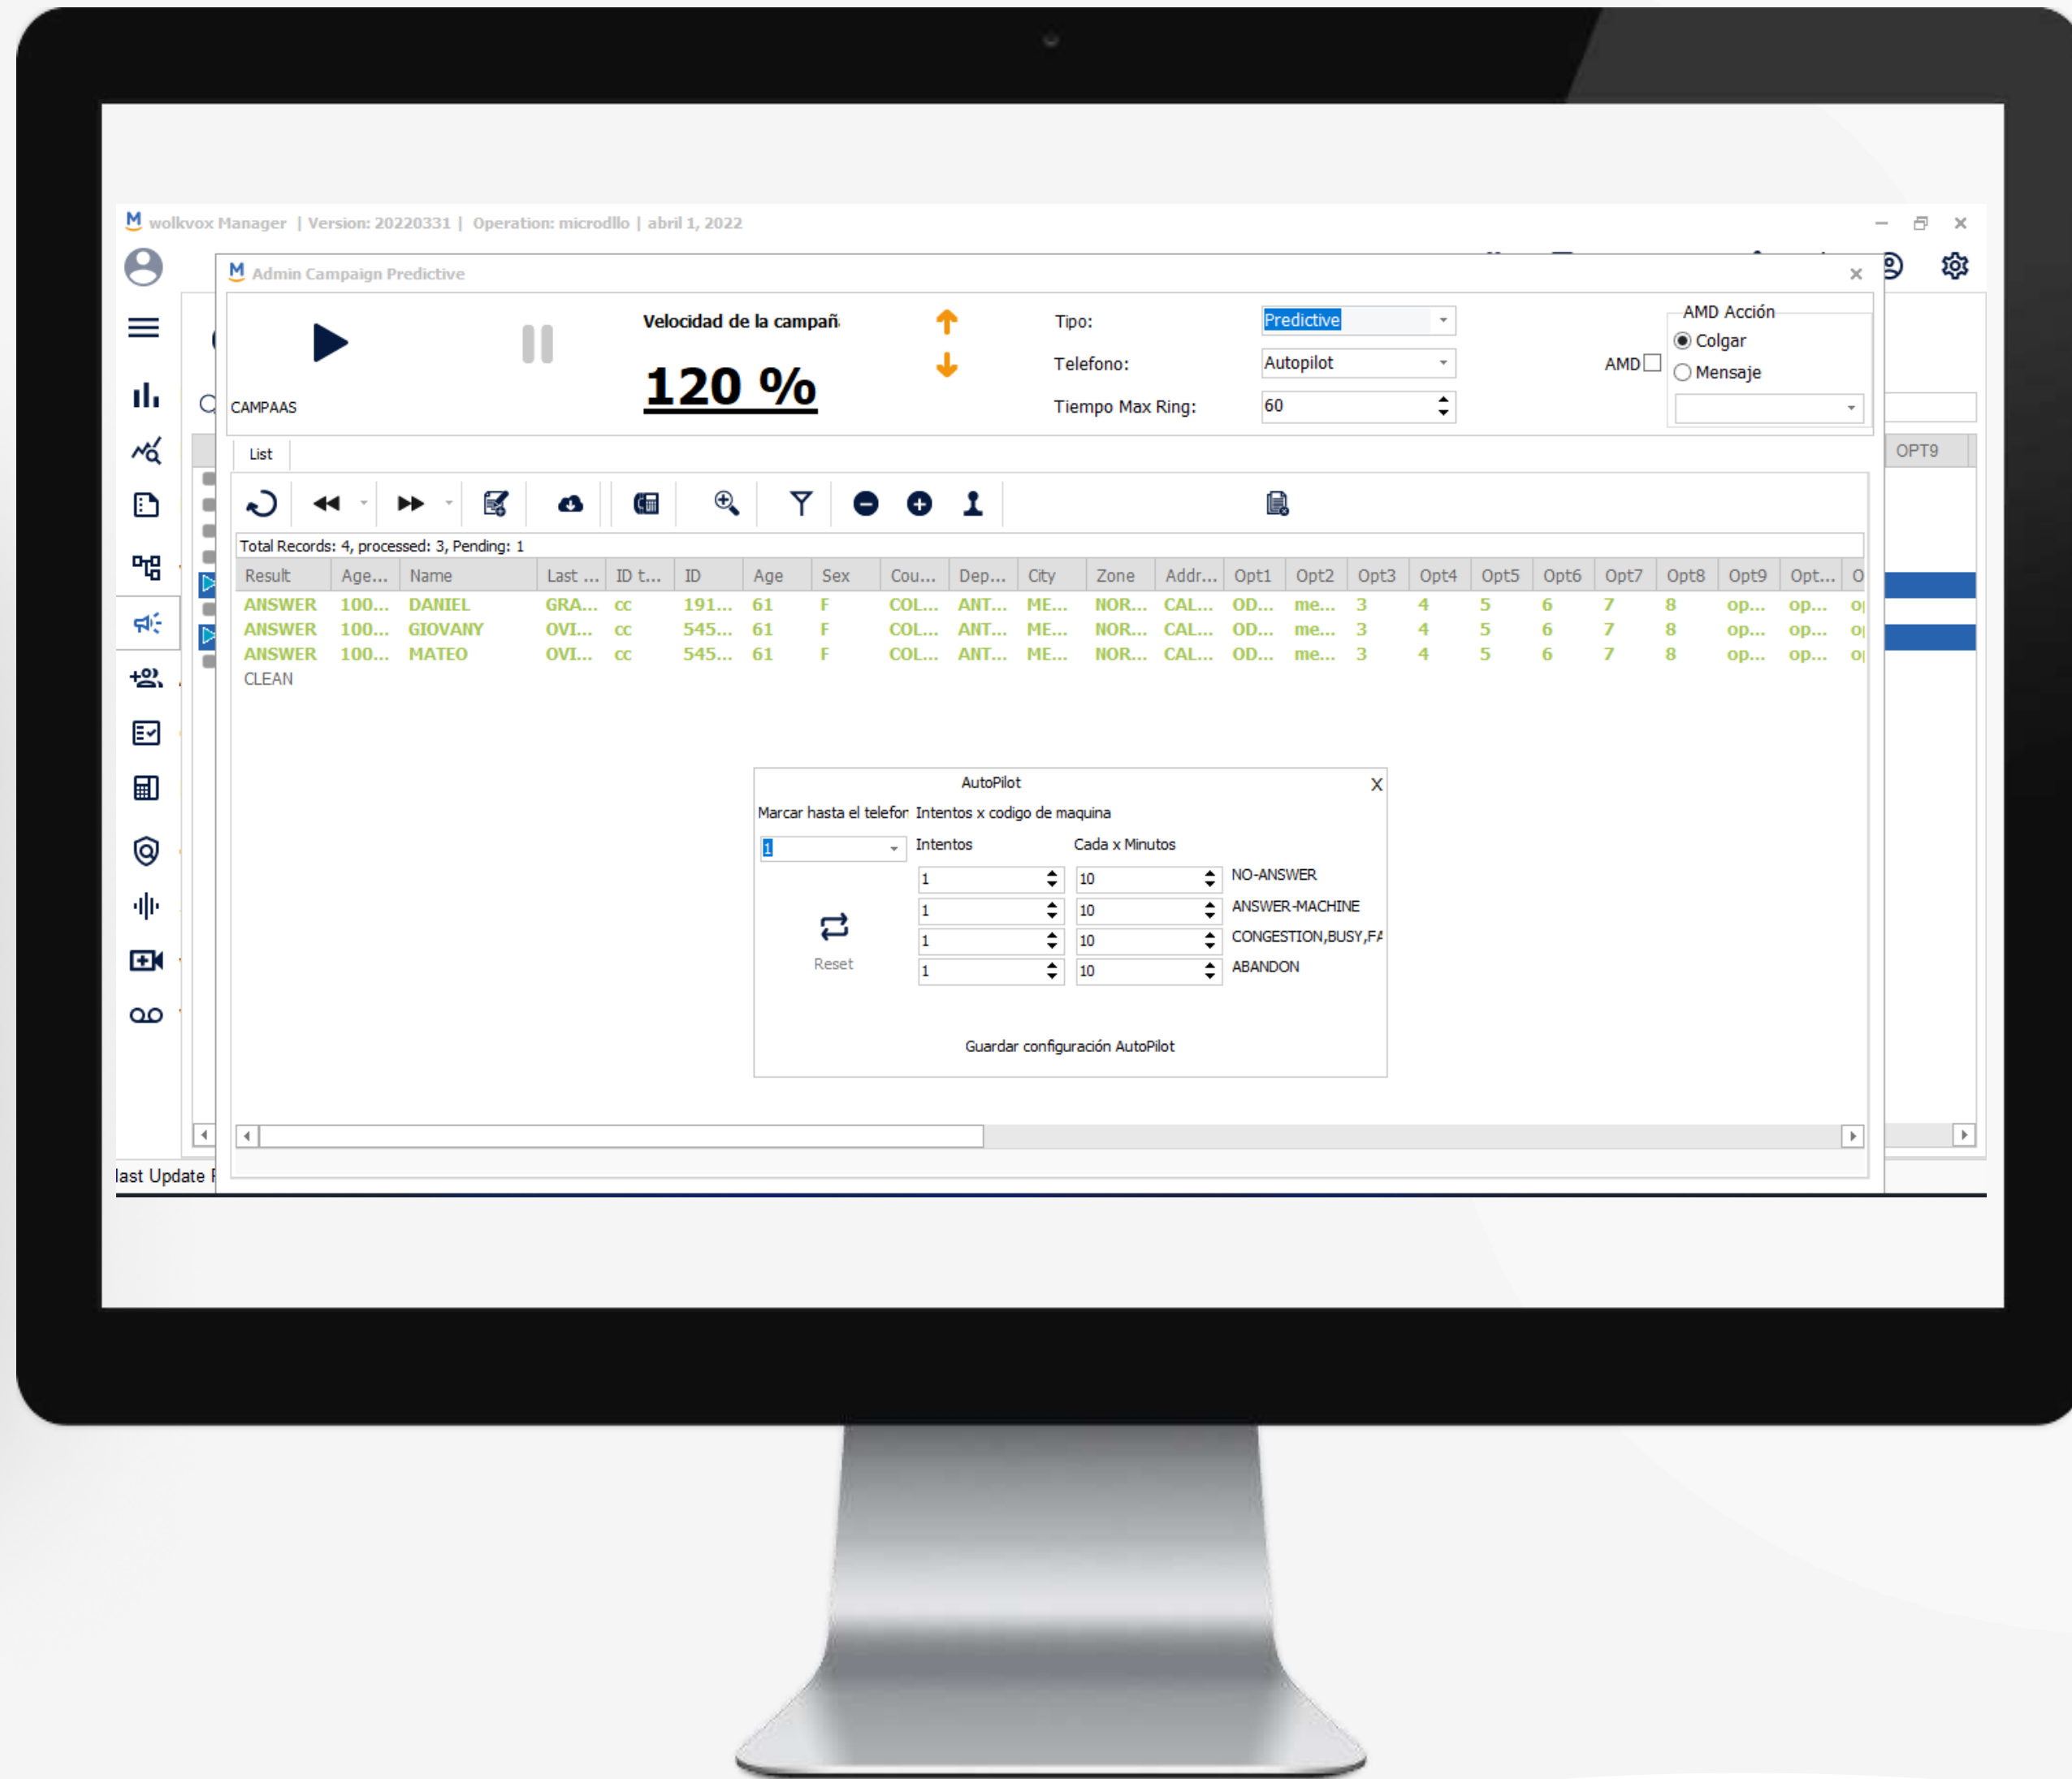 M wolkvox Manager | Version: 20220331 | Operation: microdllo | abril 1, 2022
M Admin Campaign Predictive
CAMPAAS
Velocidad de la campañ
120 %
Tipo: Predictive
Telefono: Autopilot
Tiempo Max Ring: 60
AMD
AMD Acción
Colgar
Mensaje
OPT9
List
Total Records: 4, processed: 3, Pending: 1
Result Age... Name Last ... ID t... ID Age Sex Cou... Dep... City Zone Addr... Opt1 Opt2 Opt3 Opt4 Opt5 Opt6 Opt7 Opt8 Opt9 Opt... O
ANSWER 100... DANIEL GRA... cc 191... 61 F COL... ANT... ME... NOR... CAL... OD... me... 3 4 5 6 7 8 op... op...
ANSWER 100... GIOVANY OVI... cc 545... 61 F COL... ANT... ME... NOR... CAL... OD... me... 3 4 5 6 7 8 op... op...
ANSWER 100... MATEO OVI... cc 545... 61 F COL... ANT... ME... NOR... CAL... OD... me... 3 4 5 6 7 8 op... op...
CLEAN
AutoPilot X
Marcar hasta el telefor Intentos x codigo de maquina
1 Intentos Cada x Minutos
1 10 NO-ANSWER
1 10 ANSWER-MACHINE
1 10 CONGESTION,BUSY,FA
Reset
1 10 ABANDON
Guardar configuración AutoPilot
last Update